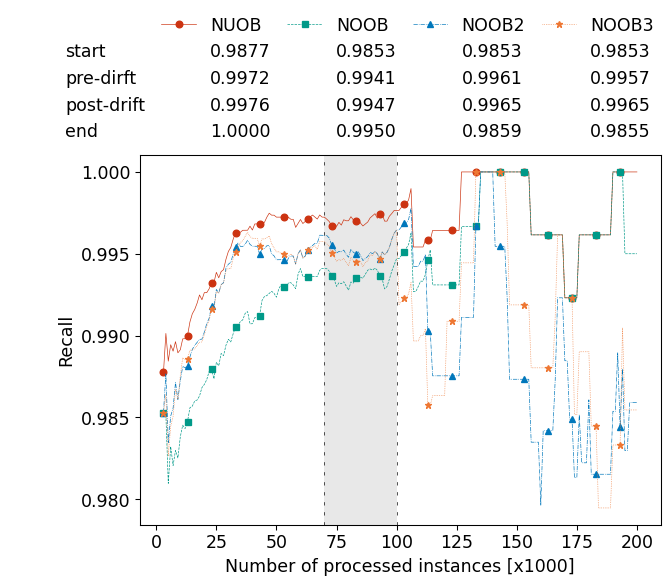 NUOB NOOB NOOB2 NOOB3
start 0.9877 0.9853 0.9853 0.9853
pre-dirft 0.9972 0.9941 0.9961 0.9957
post-drift 0.9976 0.9947 0.9965 0.9965
end 1.0000 0.9950 0.9859 0.9855
1.000
0.995
0.990
0.985
0.980
Recall
0 25 50 75 100 125 150 175 200
Number of processed instances [x1000]